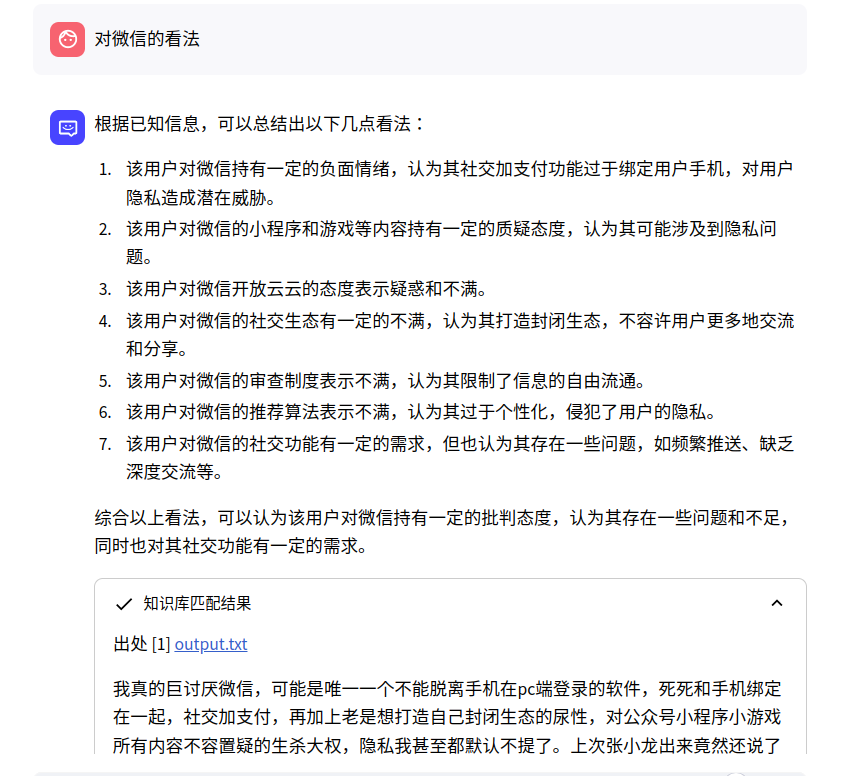 对微信的看法
根据已知信息，可以总结出以下几点看法：
1. 该用户对微信持有一定的负面情绪，认为其社交加支付功能过于绑定用户手机，对用户
隐私造成潜在威胁。
2. 该用户对微信的小程序和游戏等内容持有一定的质疑态度，认为其可能涉及到隐私问
题。
3. 该用户对微信开放云云的态度表示疑惑和不满。
4. 该用户对微信的社交生态有一定的不满，认为其打造封闭生态，不容许用户更多地交流
和分享。
5. 该用户对微信的审查制度表示不满，认为其限制了信息的自由流通。
6. 该用户对微信的推荐算法表示不满，认为其过于个性化，侵犯了用户的隐私。
7. 该用户对微信的社交功能有一定的需求，但也认为其存在一些问题，如频繁推送、缺乏
深度交流等。
综合以上看法，可以认为该用户对微信持有一定的批判态度，认为其存在一些问题和不足，
同时也对其社交功能有一定的需求。
知识库匹配结果
出处 [1] output.txt
我真的巨讨厌微信，可能是唯一一个不能脱离手机在pc端登录的软件，死死和手机绑定
在一起，社交加支付，再加上老是想打造自己封闭生态的尿性，对公众号小程序小游戏
所有内容不容置疑的生杀大权，隐私我甚至都默认不提了。上次张小龙出来竟然还说了